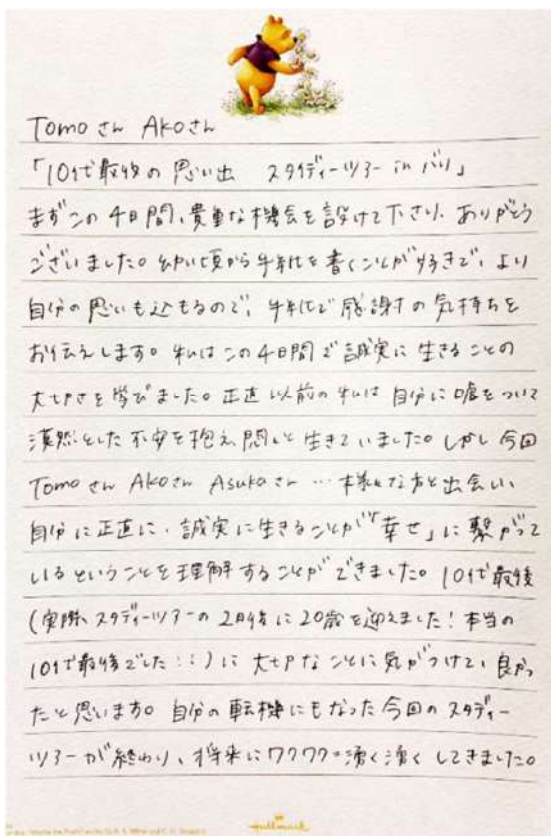 Tomoさん Akoさん
「10代最後の思い出 スタディーツアー in バリ」
まずこの4日間、貴重な機会を設けて下さり、ありがとう
ございました。幼い頃から手紙を書くことが好きで、より
自分の思いも込もるので、手紙で感謝の気持ちを
お伝えします。私はこの4日間で誠実に生きることの
大切さを学びました。正直以前の私は自分に嘘をついて
漠然とした不安を抱え、悶々と生きていました。しかし今回
Tomoさん Akoさん Asukaさん…様々な方と出会い、
自分に正直に、誠実に生きることが「幸せ」に繋がって
いるということを理解することができました。10代最後
(実際、スタディーツアーの2日後に20歳を迎えました!本当の
10代最後でした::)に大切なことに気がつけて、良かっ
たと思います。自分の転機にもなった今回のスタディー
ツアーが終わり、将来にワクワク。湧く湧くしてきました。
Hallmark